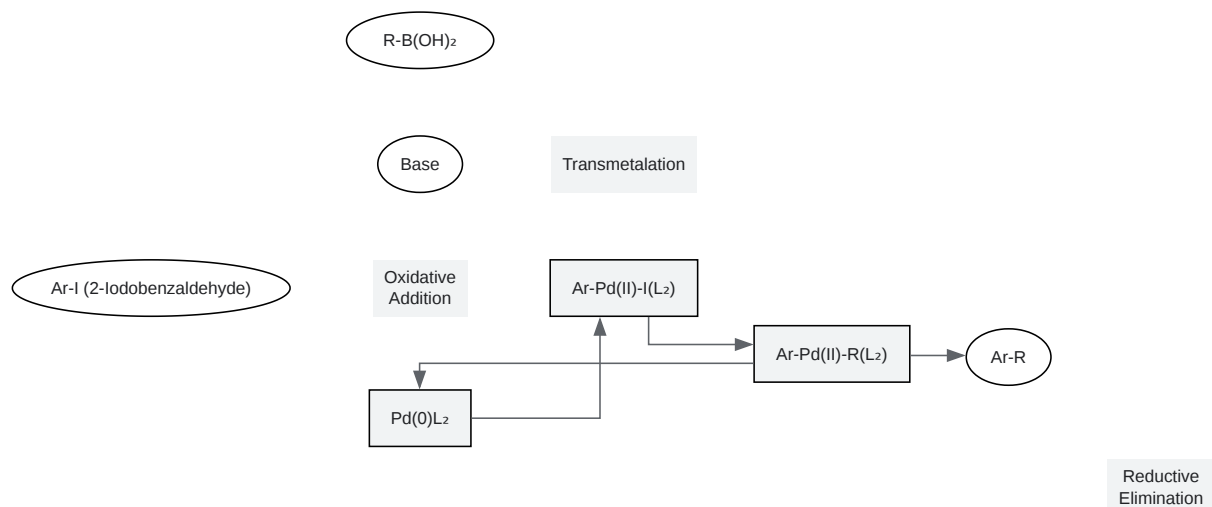 R-B(OH)₂
Base
Transmetalation
Ar-I (2-Iodobenzaldehyde)
Oxidative
Addition
Ar-Pd(II)-I(L₂)
Ar-Pd(II)-R(L₂)
Ar-R
Pd(0)L₂
Reductive
Elimination